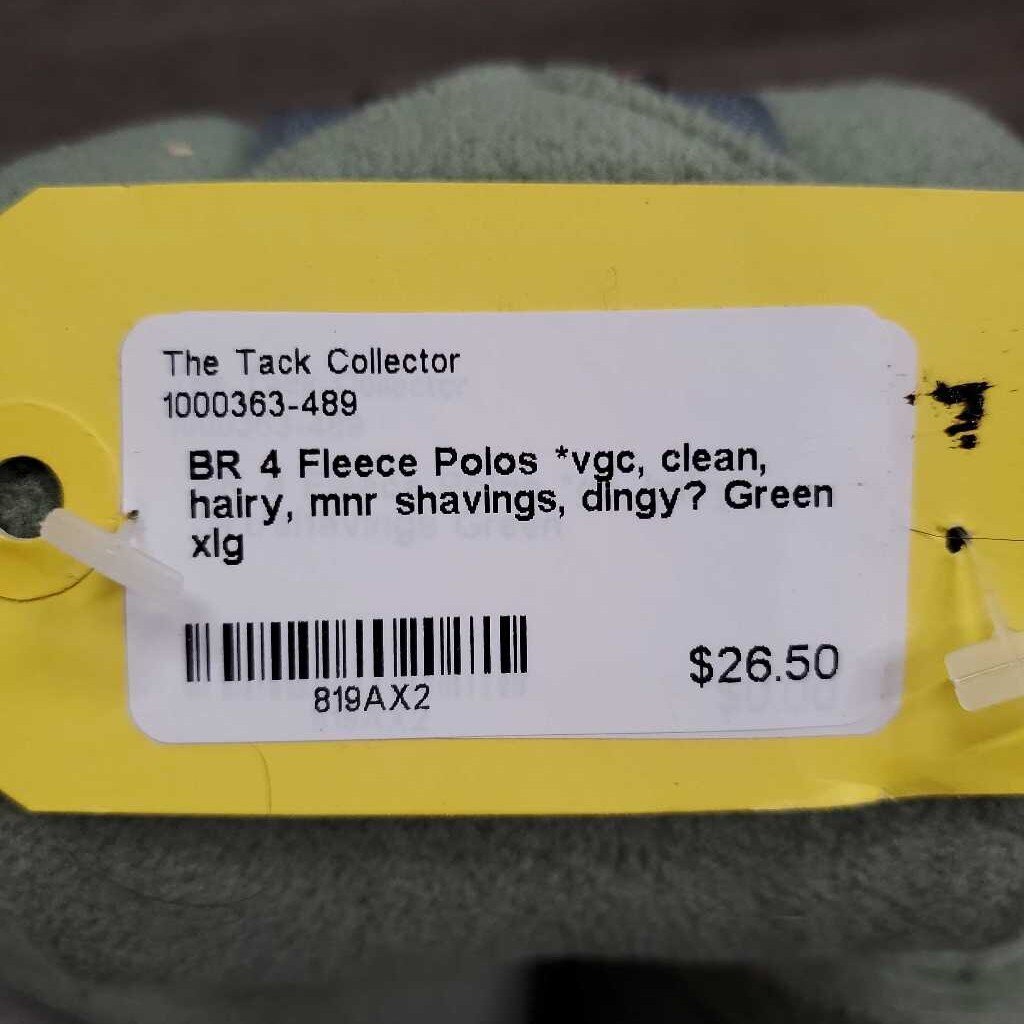 The Tack Collector
1000363-489
BR 4 Fleece Polos *vgc, clean,
hairy, mnr shavings, dingy? Green
xlg
819AX2
$26.50